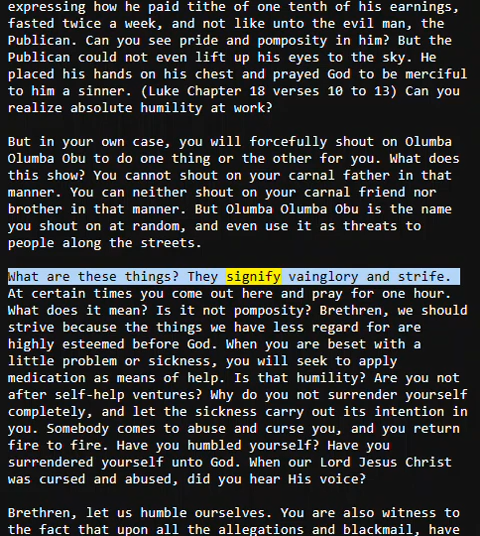 expressing how he paid tithe of one tenth of his earnings,
fasted twice a week, and not like unto the evil man, the
Publican. Can you see pride and pomposity in him? But the
Publican could not even lift up his eyes to the sky. He
placed his hands on his chest and prayed God to be merciful
to him a sinner. (Luke Chapter 18 verses 10 to 13) Can you
realize absolute humility at work?
But in your own case, you will forcefully shout on Olumba
Olumba Obu to do one thing or the other for you. What does
this show? You cannot shout on your carnal father in that
manner. You can neither shout on your carnal friend nor
brother in that manner. But Olumba Olumba Obu is the name
you shout on at random, and even use it as threats to
people along the streets.
What are these things? They signify vainglory and strife.
At certain times you come out here and pray for one hour.
What does it mean? Is it not pomposity? Brethren, we should
strive because the things we have less regard for are
highly esteemed before God. When you are beset with a
little problem or sickness, you will seek to apply
medication as means of help. Is that humility? Are you not
after self-help ventures? Why do you not surrender yourself
completely, and let the sickness carry out its intention in
you. Somebody comes to abuse and curse you, and you return
fire to fire. Have you humbled yourself? Have you
surrendered yourself unto God. When our Lord Jesus Christ
was cursed and abused, did you hear His voice?
Brethren, let us humble ourselves. You are also witness to
the fact that upon all the allegations and blackmail, have